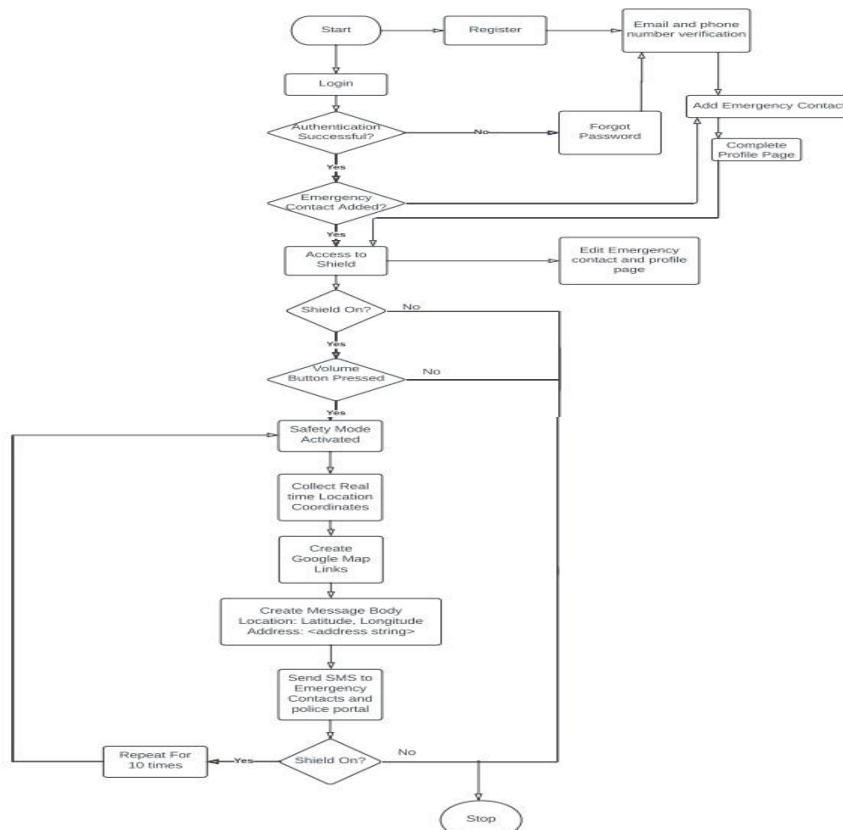 Start
Register
Email and phone
number verification
Login
Add Emergency Contact
Authentication
Successful?
No
Forgot
Password
Complete
Profile Page
Yes
Emergency
Contact Added?
Yes
Access to
Shield
Edit Emergency
contact and profile
page
Shield On?
No
Yes
Volume
Button Pressed
No
Yes
Safety Mode
Activated
Collect Real
time Location
Coordinates
Create
Google Map
Links
Create Message Body
Location: Latitude, Longitude
Address: <address string>
Send SMS to
Emergency
Contacts and
police portal
Repeat For
10 times
Yes
Shield On?
No
Stop